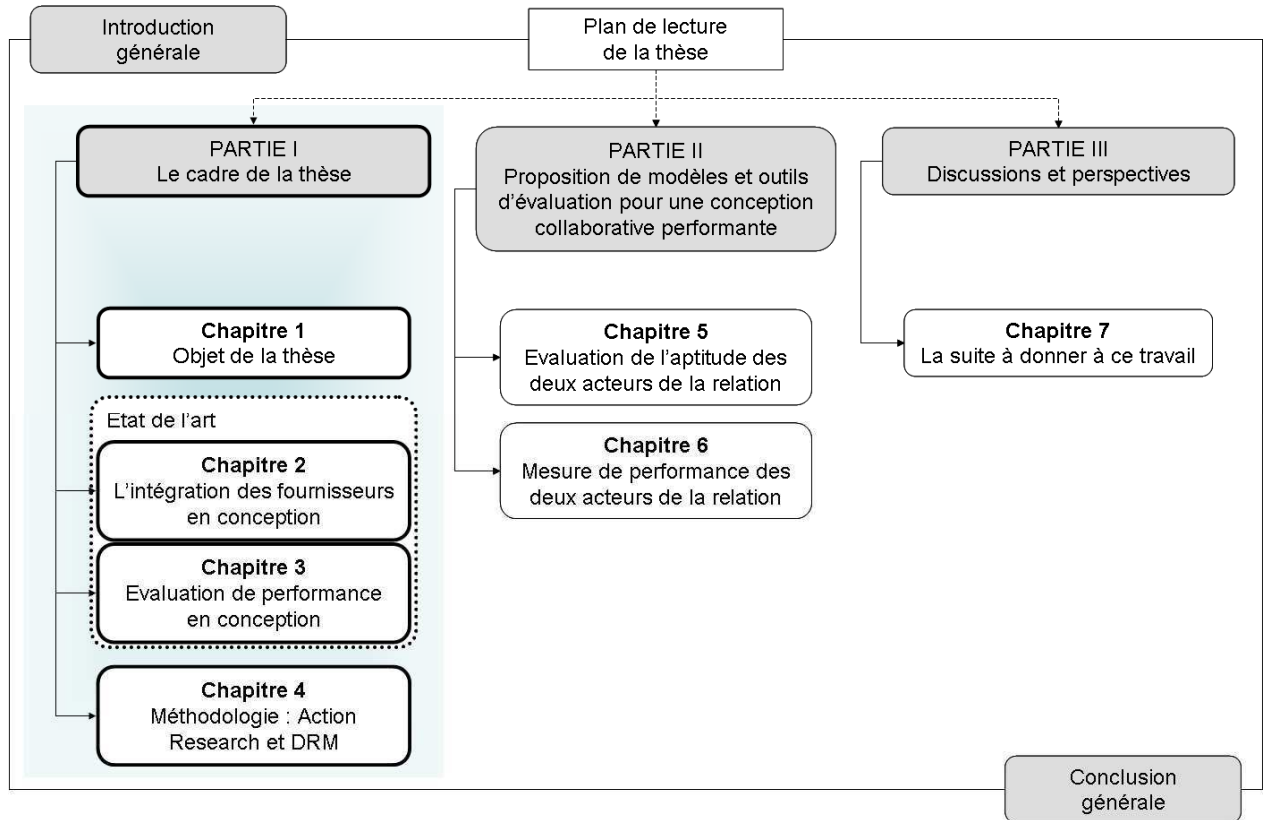 Introduction
générale
Plan de lecture
de la thèse
PARTIE I
Le cadre de la thèse
Chapitre 1
Objet de la thèse
Etat de l'art
Chapitre 2
L'intégration des fournisseurs
en conception
Chapitre 3
Evaluation de performance
en conception
Chapitre 4
Méthodologie : Action
Research et DRM
PARTIE II
Proposition de modèles et outils
d'évaluation pour une conception
collaborative performante
Chapitre 5
Evaluation de l'aptitude des
deux acteurs de la relation
Chapitre 6
Mesure de performance des
deux acteurs de la relation
PARTIE III
Discussions et perspectives
Chapitre 7
La suite à donner à ce travail
Conclusion
générale